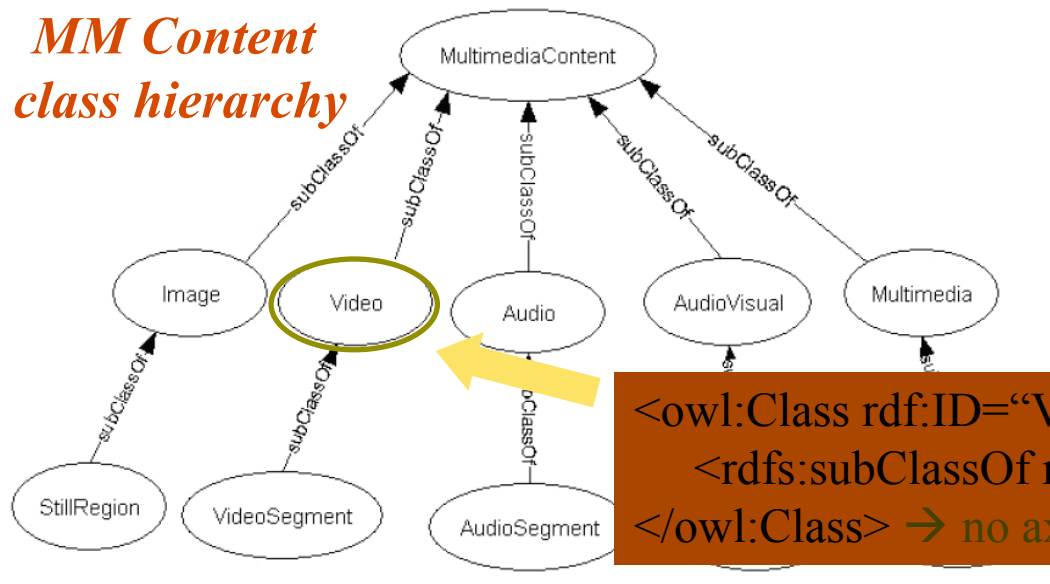 MM Content
class hierarchy
MultimediaContent
subClassOf
subClassOf
subClassOf
subClassOf
subClassOf
Image
Video
Audio
AudioVisual
Multimedia
subClassOf
subClassOf
StillRegion
VideoSegment
AudioSegment
<owl:Class rdf:ID=“V
<rdfs:subClassOf
</owl:Class> → no